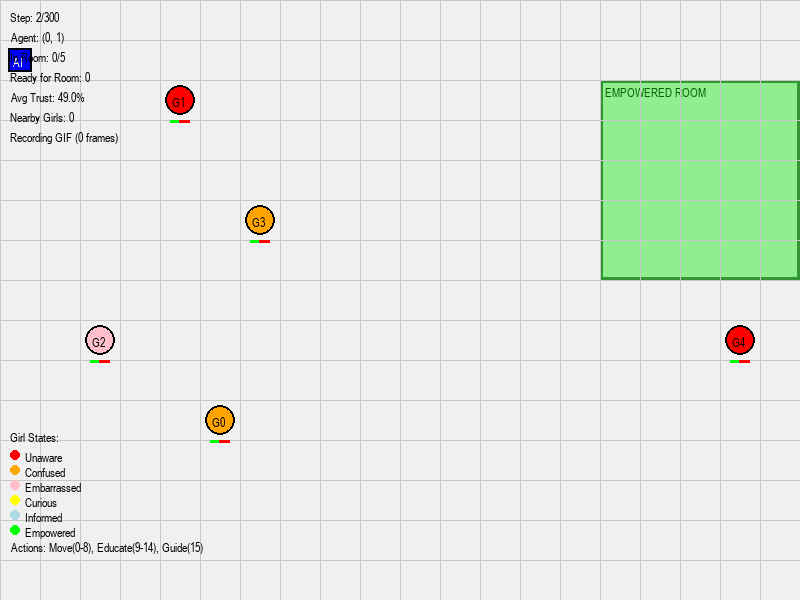 Step: 2/300
Agent: (0, 1)
AI
oom: 0/5
Ready for Room: 0
Avg Trust: 49.0%
Nearby Girls: 0
Recording GIF (0 frames)
G1
EMPOWERED ROOM
G3
G2
G4
G0
Girl States:
Unaware
Confused
Embarrassed
Curious
Informed
Empowered
Actions: Move(0-8), Educate(9-14), Guide(15)